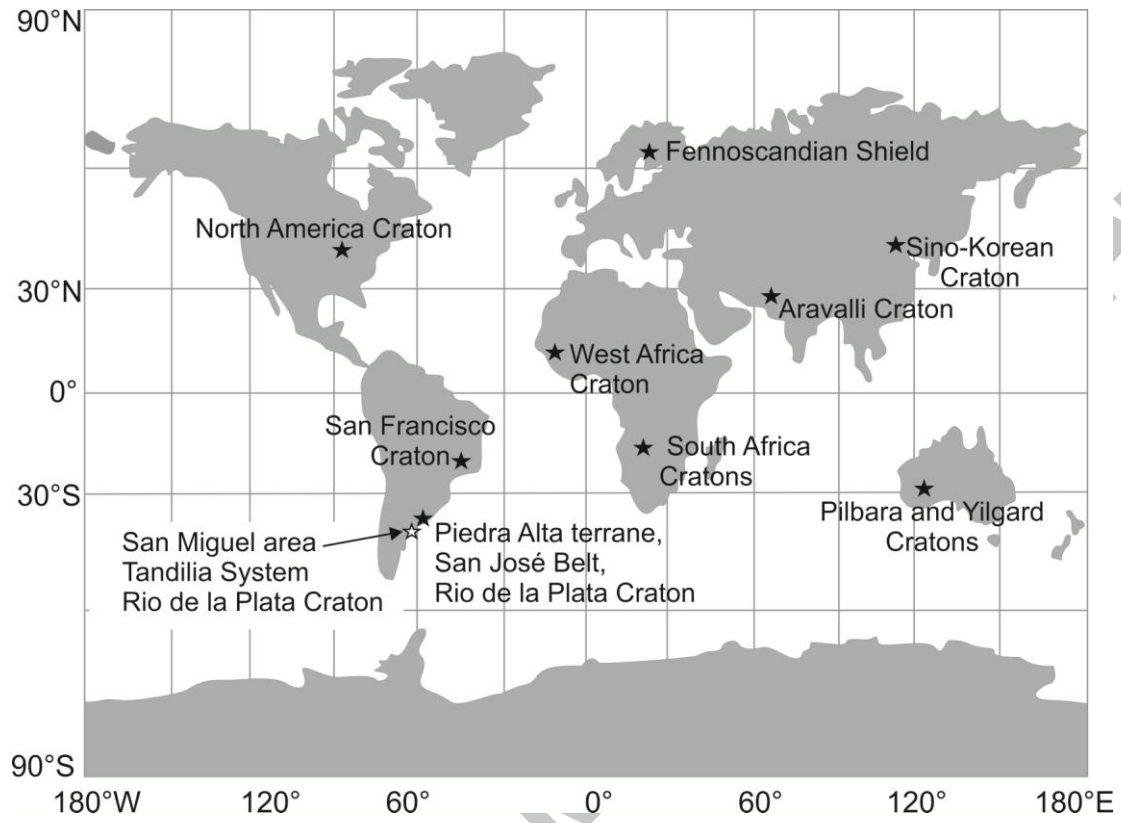 90°N
Fennoscandian Shield
North America Craton
Sino-Korean
Craton
30°N
Aravalli Craton
West Africa
Craton
0°
San Francisco
Craton
South Africa
Cratons
30°S
Pilbara and Yilgard
Cratons
San Miguel area
Tandilia System
Rio de la Plata Craton
Piedra Alta terrane,
San José Belt,
Rio de la Plata Craton
90°S
180°W 120° 60° 0° 60° 120° 180°E